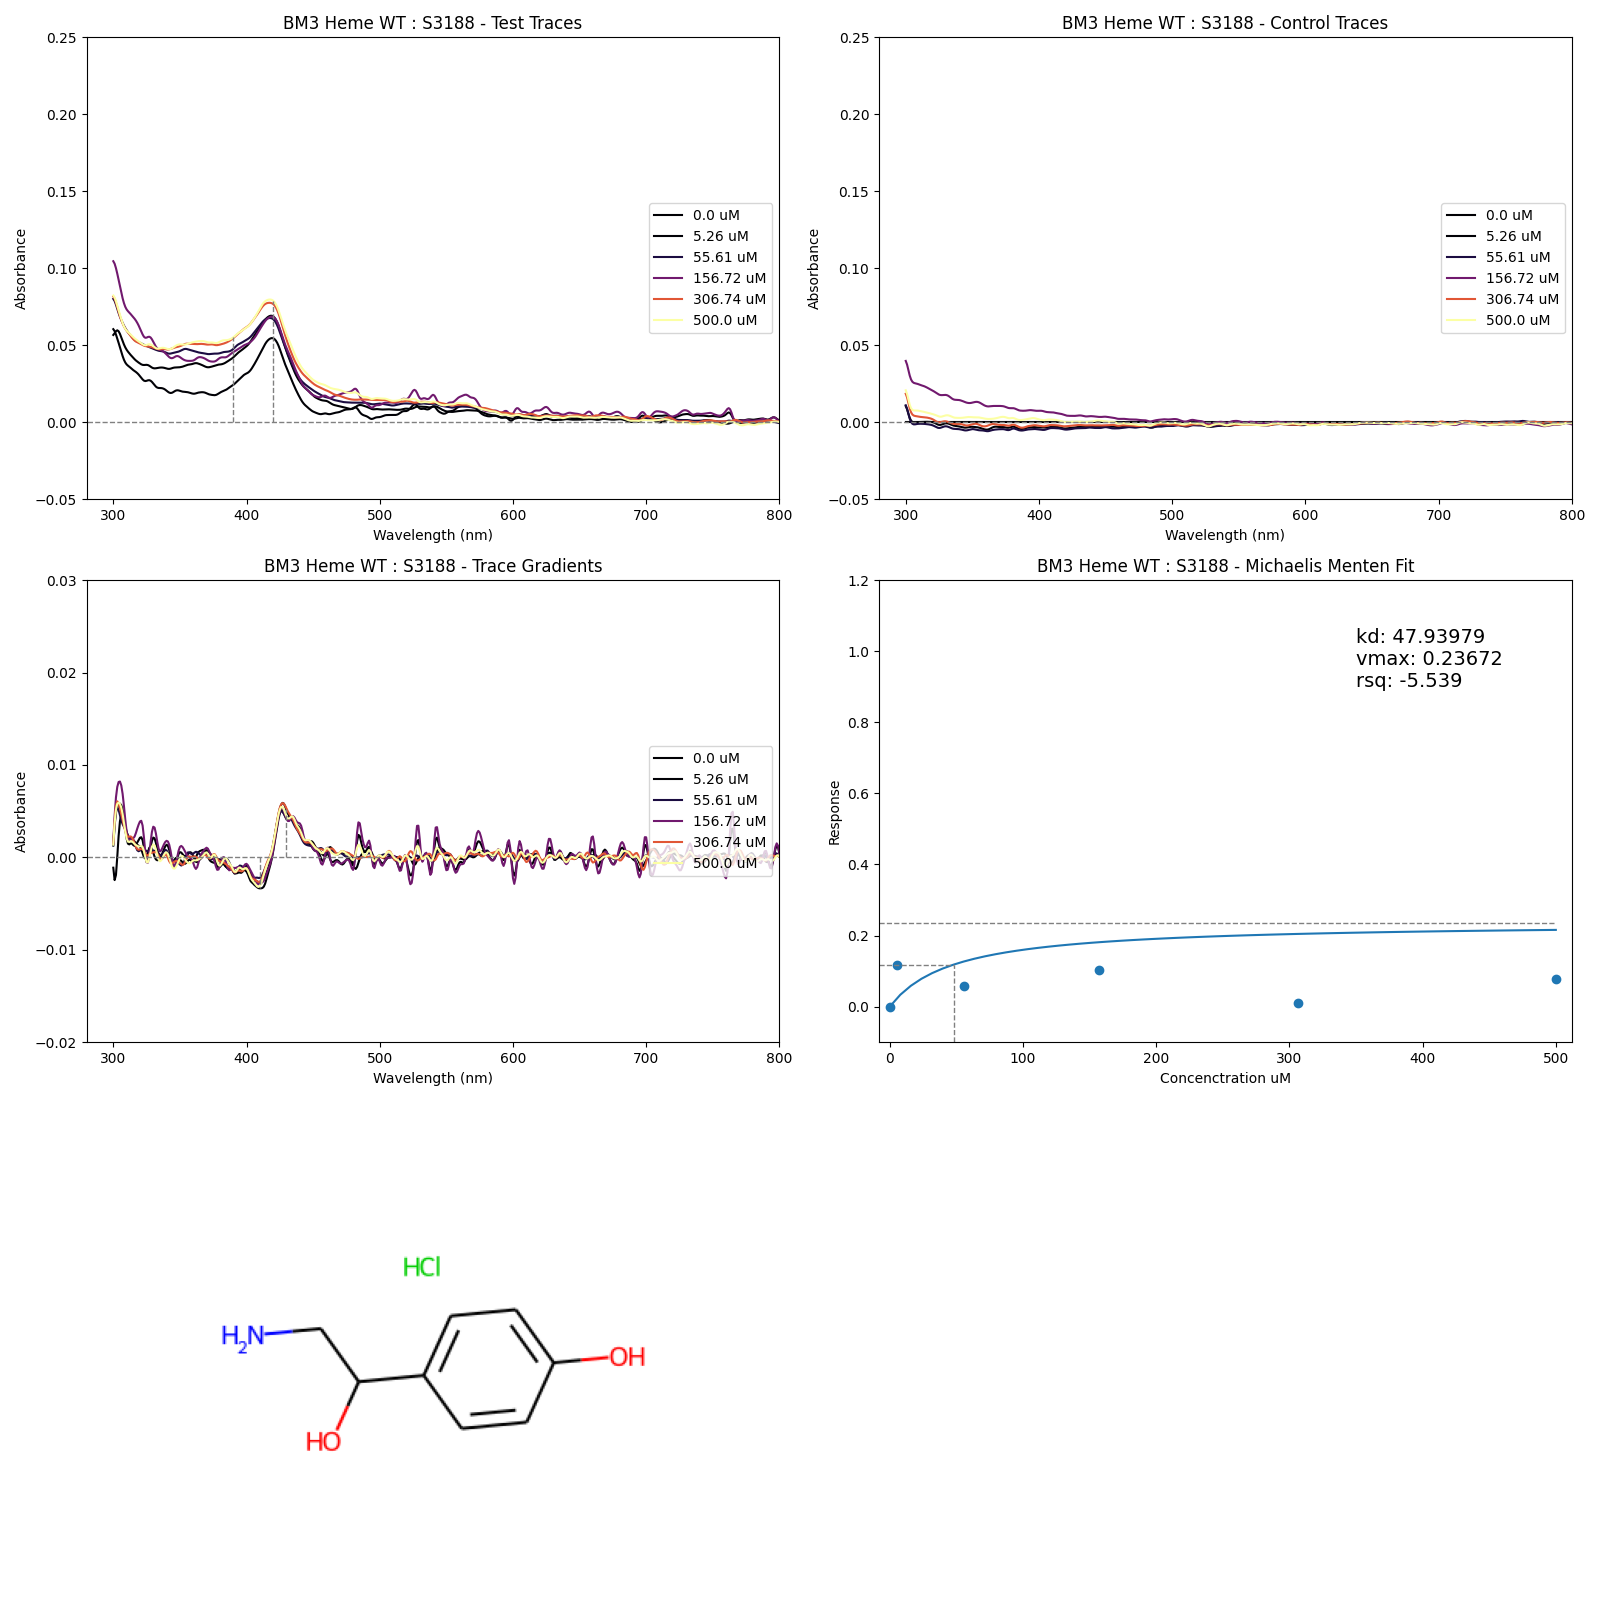 BM3 Heme WT : S3188 - Test Traces
0.25
0.20
0.15
0.10
0.05
0.00
−0.05
Absorbance
300 400 500 600 700 800
Wavelength (nm)
0.0 uM
5.26 uM
55.61 uM
156.72 uM
306.74 uM
500.0 uM
BM3 Heme WT : S3188 - Control Traces
0.25
0.20
0.15
0.10
0.05
0.00
−0.05
Absorbance
300 400 500 600 700 800
Wavelength (nm)
0.0 uM
5.26 uM
55.61 uM
156.72 uM
306.74 uM
500.0 uM
BM3 Heme WT : S3188 - Trace Gradients
0.03
0.02
0.01
0.00
−0.01
−0.02
Absorbance
300 400 500 600 700 800
Wavelength (nm)
0.0 uM
5.26 uM
55.61 uM
156.72 uM
306.74 uM
500.0 uM
BM3 Heme WT : S3188 - Michaelis Menten Fit
1.2
1.0
0.8
0.6
0.4
0.2
0.0
Response
0 100 200 300 400 500
Concenctration uM
kd: 47.93979
vmax: 0.23672
rsq: -5.539
HCl
H2N
OH
HO